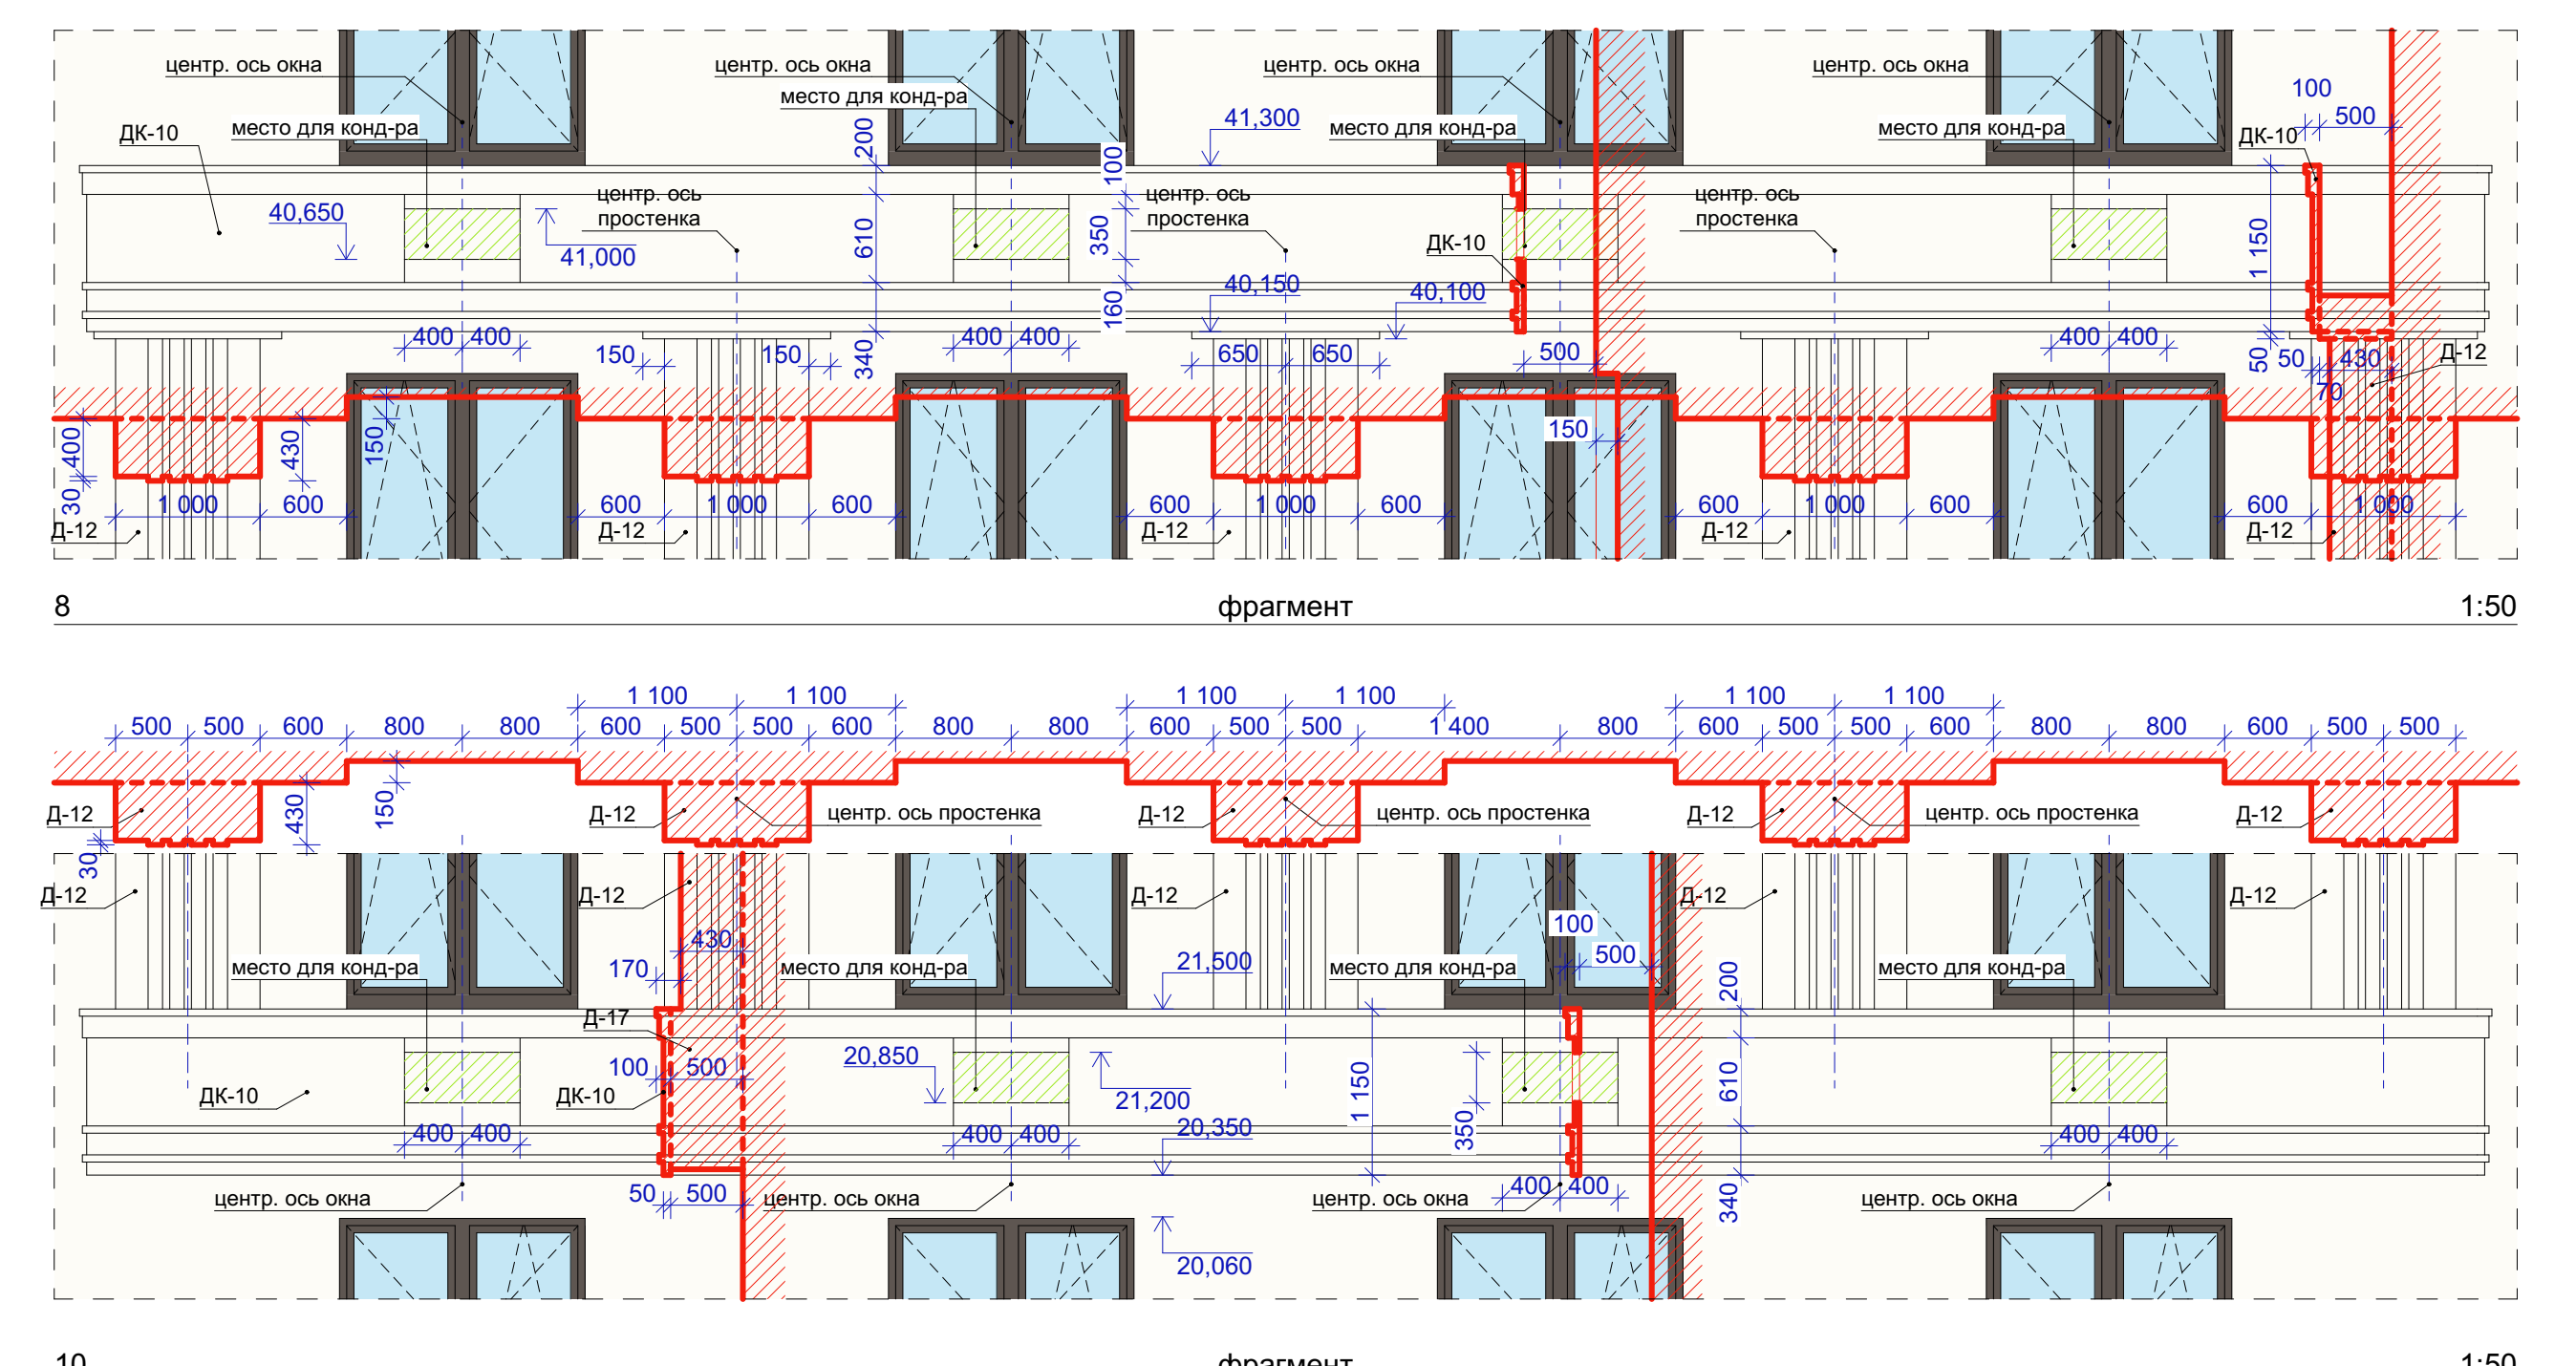 центр. ось окна
центр. ось окна
центр. ось окна
центр. ось окна
место для конд-ра
ДК-10
место для конд-ра
200
100
41,300
место для конд-ра
место для конд-ра
100
500
ДК-10
40,650
41,000
центр. ось
простенка
610
350
центр. ось
простенка
ДК-10
центр. ось
простенка
1 150
40,150
40,100
160
400 400
150
150
340
400 400
650 650
500
400 400
50
50 430
70
Д-12
400
30
430
150
150
1 000 600
600 1 000 600
600 1 000 600
600 1 000 600
600 1 000
Д-12
Д-12
Д-12
Д-12
Д-12
8 фрагмент 1:50
1 100 1 100
1 100 1 100
1 100 1 100
500 500 600 800 800 600 500 500 600 800 800 600 500 500 1 400 800 600 500 500 600 800 800 600 500 500
Д-12
30
430
150
Д-12
центр. ось простенка
Д-12
центр. ось простенка
Д-12
центр. ось простенка
Д-12
Д-12
Д-12
Д-12
Д-12
Д-12
430
170
100
500
место для конд-ра
место для конд-ра
21,500
место для конд-ра
место для конд-ра
200
Д-17
100 500
20,850
21,200
1 150
350
610
ДК-10
ДК-10
400 400
400 400
20,350
400 400
400 400
340
центр. ось окна
50 500
центр. ось окна
центр. ось окна
центр. ось окна
20,060
10 фрагмент 1:50